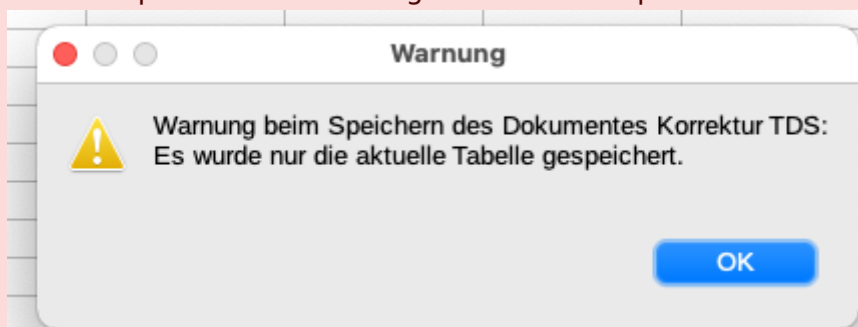 Warnung
Warnung beim Speichern des Dokumentes Korrektur TDS:
Es wurde nur die aktuelle Tabelle gespeichert.
OK